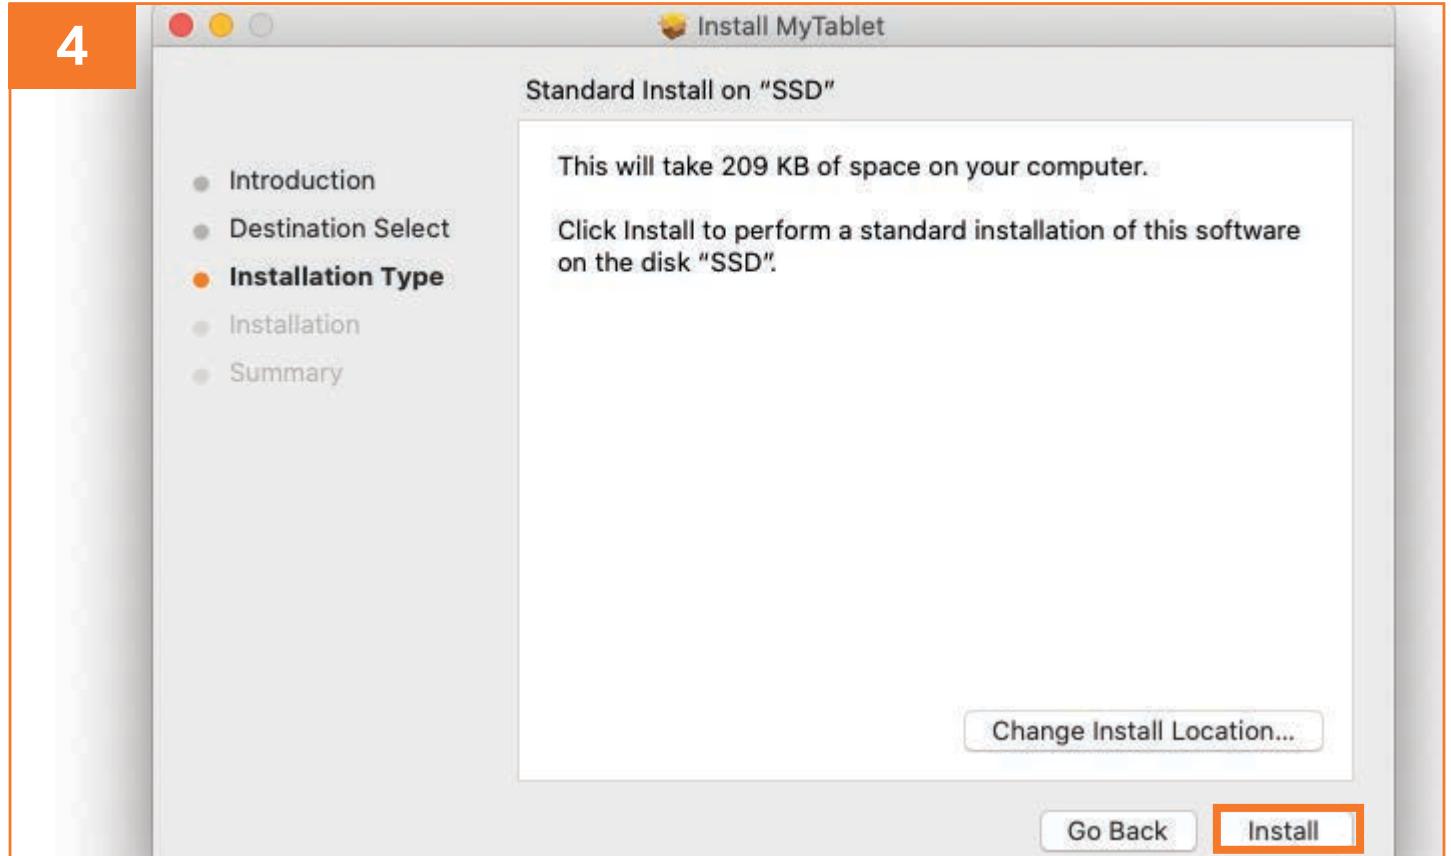 4
Install MyTablet
Standard Install on “SSD”
Introduction
Destination Select
Installation Type
Installation
Summary
This will take 209 KB of space on your computer.
Click Install to perform a standard installation of this software
on the disk “SSD”.
Change Install Location...
Go Back
Install